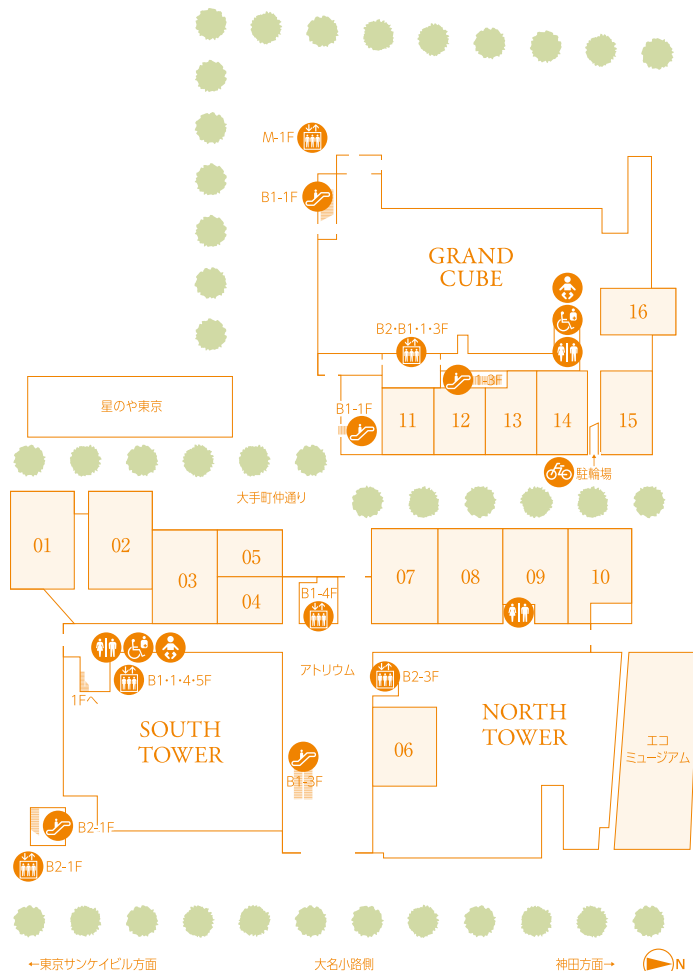 M-1F
B1-1F
GRAND
CUBE
16
B2・B1・1・3F
1-3F
星のや東京
B1-1F
11
12
13
14
15
駐輪場
大手町仲通り
01
02
03
05
04
07
08
09
10
B1-4F
アトリウム
B1・1・4・5F
1Fへ
B2-3F
SOUTH
TOWER
NORTH
TOWER
06
エコ
ミュージアム
B1-3F
B2-1F
B2-1F
←東京サンケイビル方面
大名小路側
神田方面→
N